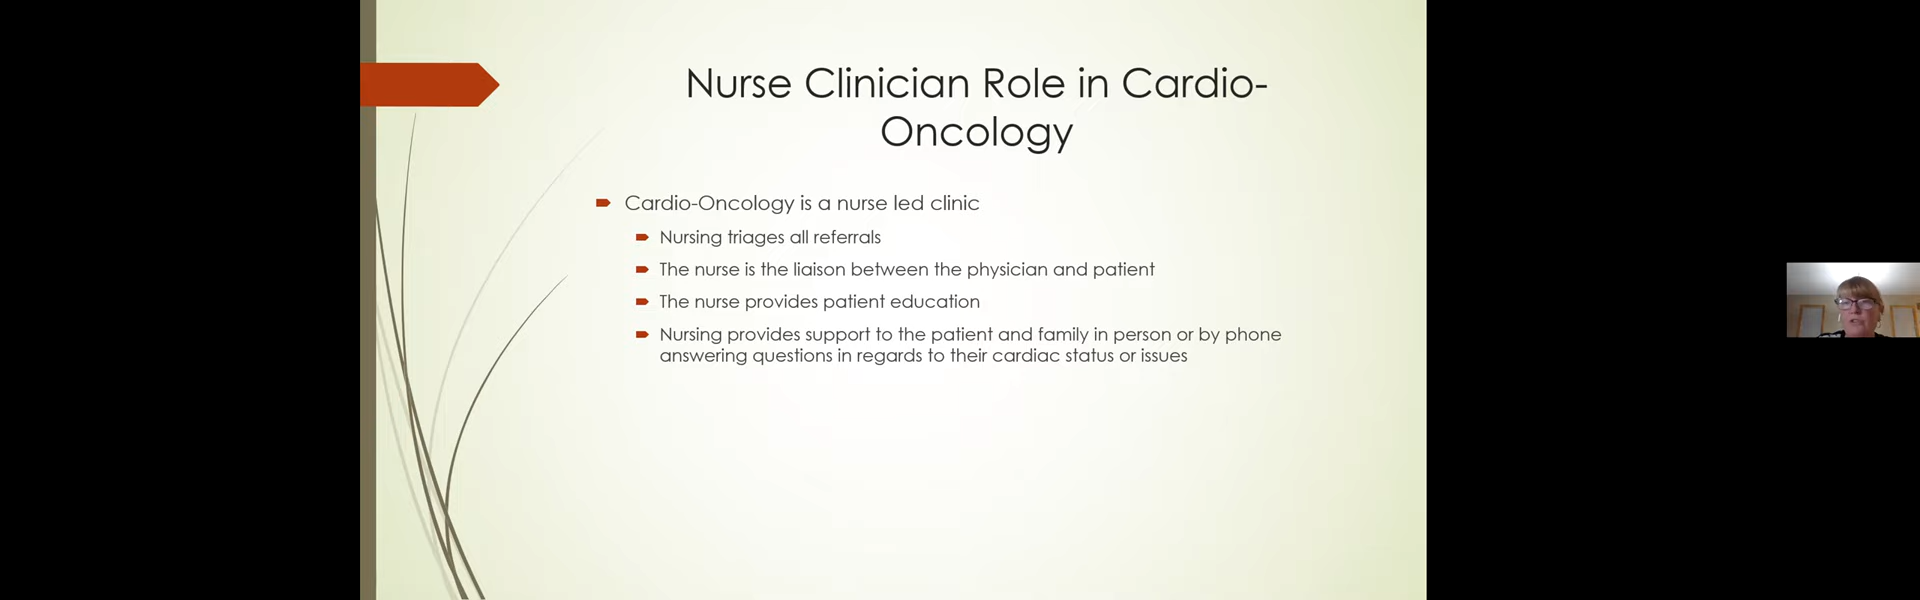 Nurse Clinician Role in Cardio-
Oncology
Cardio-Oncology is a nurse led clinic
Nursing triages all referrals
The nurse is the liaison between the physician and patient
The nurse provides patient education
Nursing provides support to the patient and family in person or by phone
answering questions in regards to their cardiac status or issues